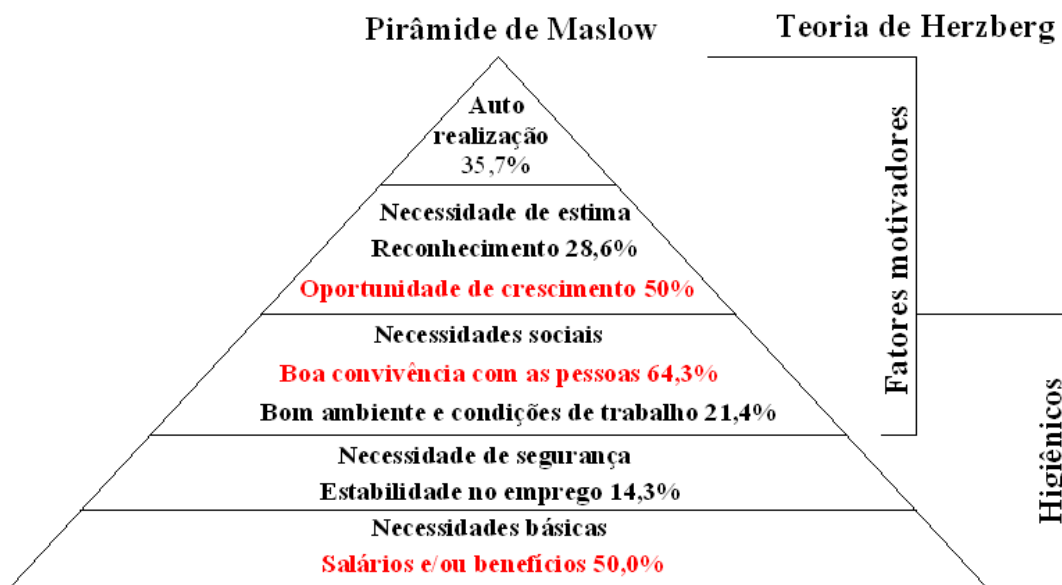 Pirâmide de Maslow
Teoria de Herzberg
Auto
realização
35,7%
Necessidade de estima
Reconhecimento 28,6%
Oportunidade de crescimento 50%
Necessidades sociais
Boa convivência com as pessoas 64,3%
Bom ambiente e condições de trabalho 21,4%
Necessidade de segurança
Estabilidade no emprego 14,3%
Necessidades básicas
Salários e/ou benefícios 50,0%
Fatores motivadores
Higiênicos